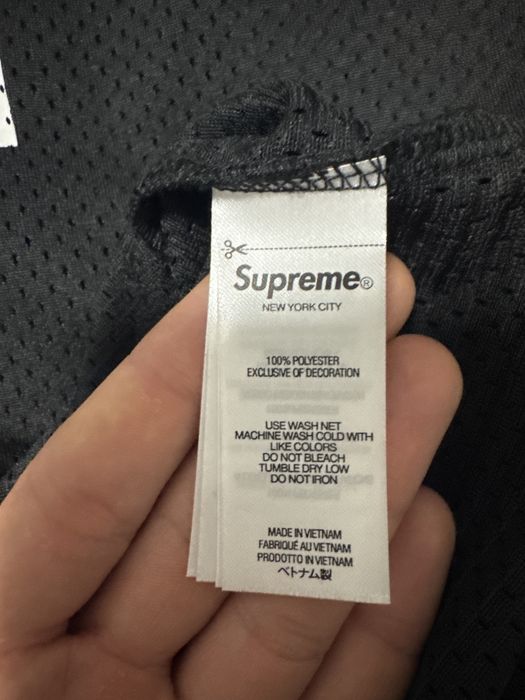 Supreme®
NEW YORK CITY
100% POLYESTER
EXCLUSIVE OF DECORATION
USE WASH NET
MACHINE WASH COLD WITH
LIKE COLORS
DO NOT BLEACH
TUMBLE DRY LOW
DO NOT IRON
MADE IN VIETNAM
FABRIQUÉ AU VIETNAM
PRODOTTO IN VIETNAM
ベトナム製